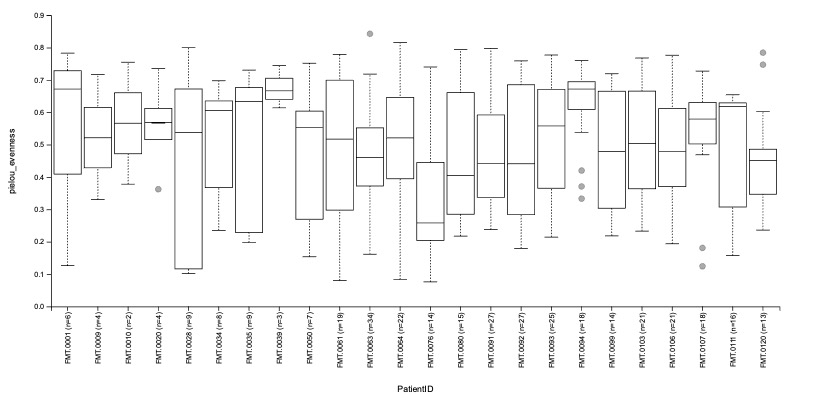 0.9
0.8
0.7
0.6
0.5
0.4
0.3
0.2
0.1
0.0
pielou_evenness
FMT.0001 (n=6)
FMT.0009 (n=4)
FMT.0010 (n=2)
FMT.0020 (n=4)
FMT.0028 (n=9)
FMT.0034 (n=8)
FMT.0035 (n=9)
FMT.0039 (n=3)
FMT.0050 (n=7)
FMT.0061 (n=19)
FMT.0063 (n=34)
FMT.0064 (n=22)
FMT.0076 (n=14)
FMT.0080 (n=15)
FMT.0091 (n=27)
FMT.0092 (n=27)
FMT.0093 (n=25)
FMT.0094 (n=18)
FMT.0099 (n=14)
FMT.0103 (n=21)
FMT.0106 (n=21)
FMT.0107 (n=18)
FMT.0111 (n=16)
FMT.0120 (n=13)
PatientID